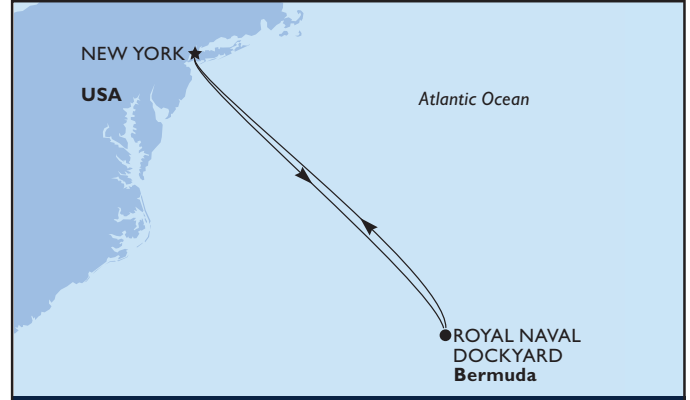 NEW YORK
USA
Atlantic Ocean
ROYAL NAVAL
DOCKYARD
Bermuda